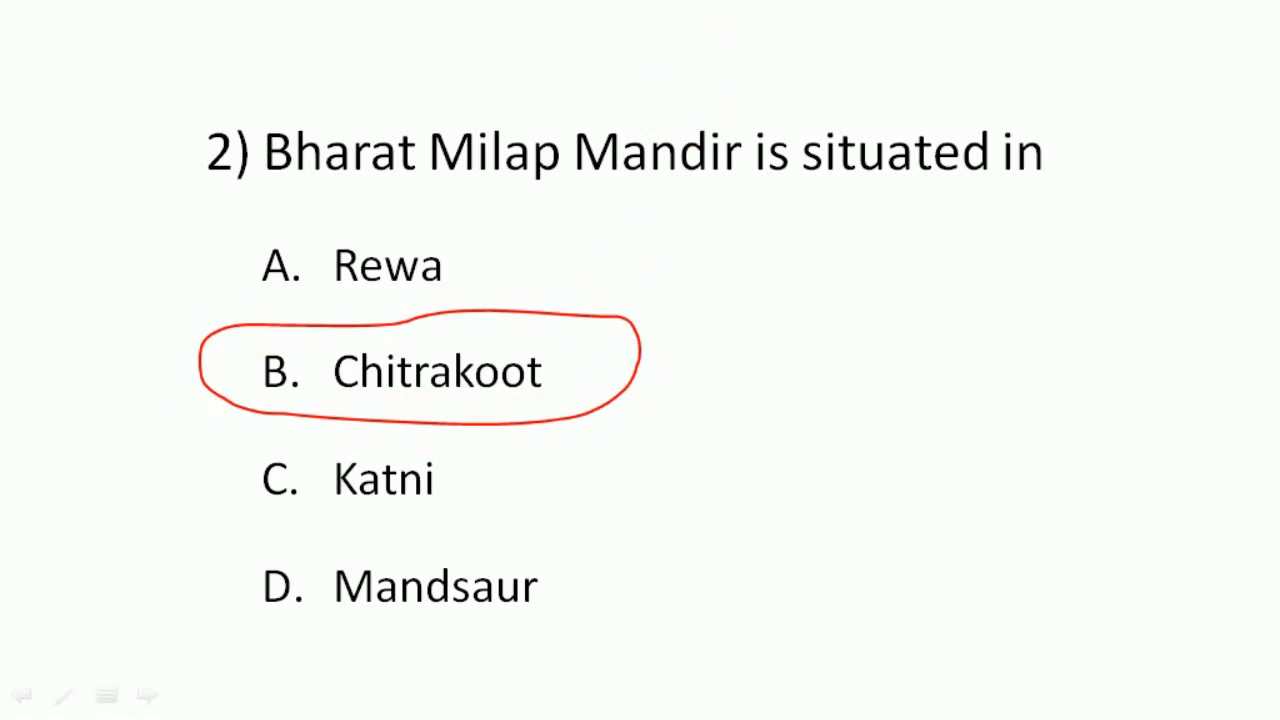 2) Bharat Milap Mandir is situated in
A. Rewa
B. Chitrakoot
C. Katni
D. Mandsaur